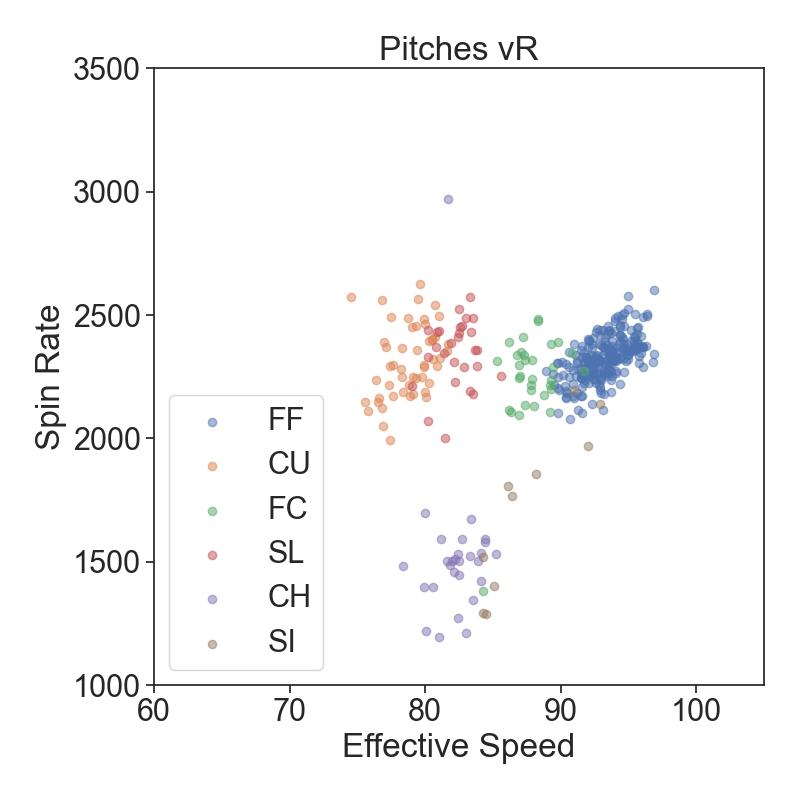 Pitches vR
3500
3000
2500
2000
1500
1000
Spin Rate
FF
CU
FC
SL
CH
SI
60 70 80 90 100
Effective Speed